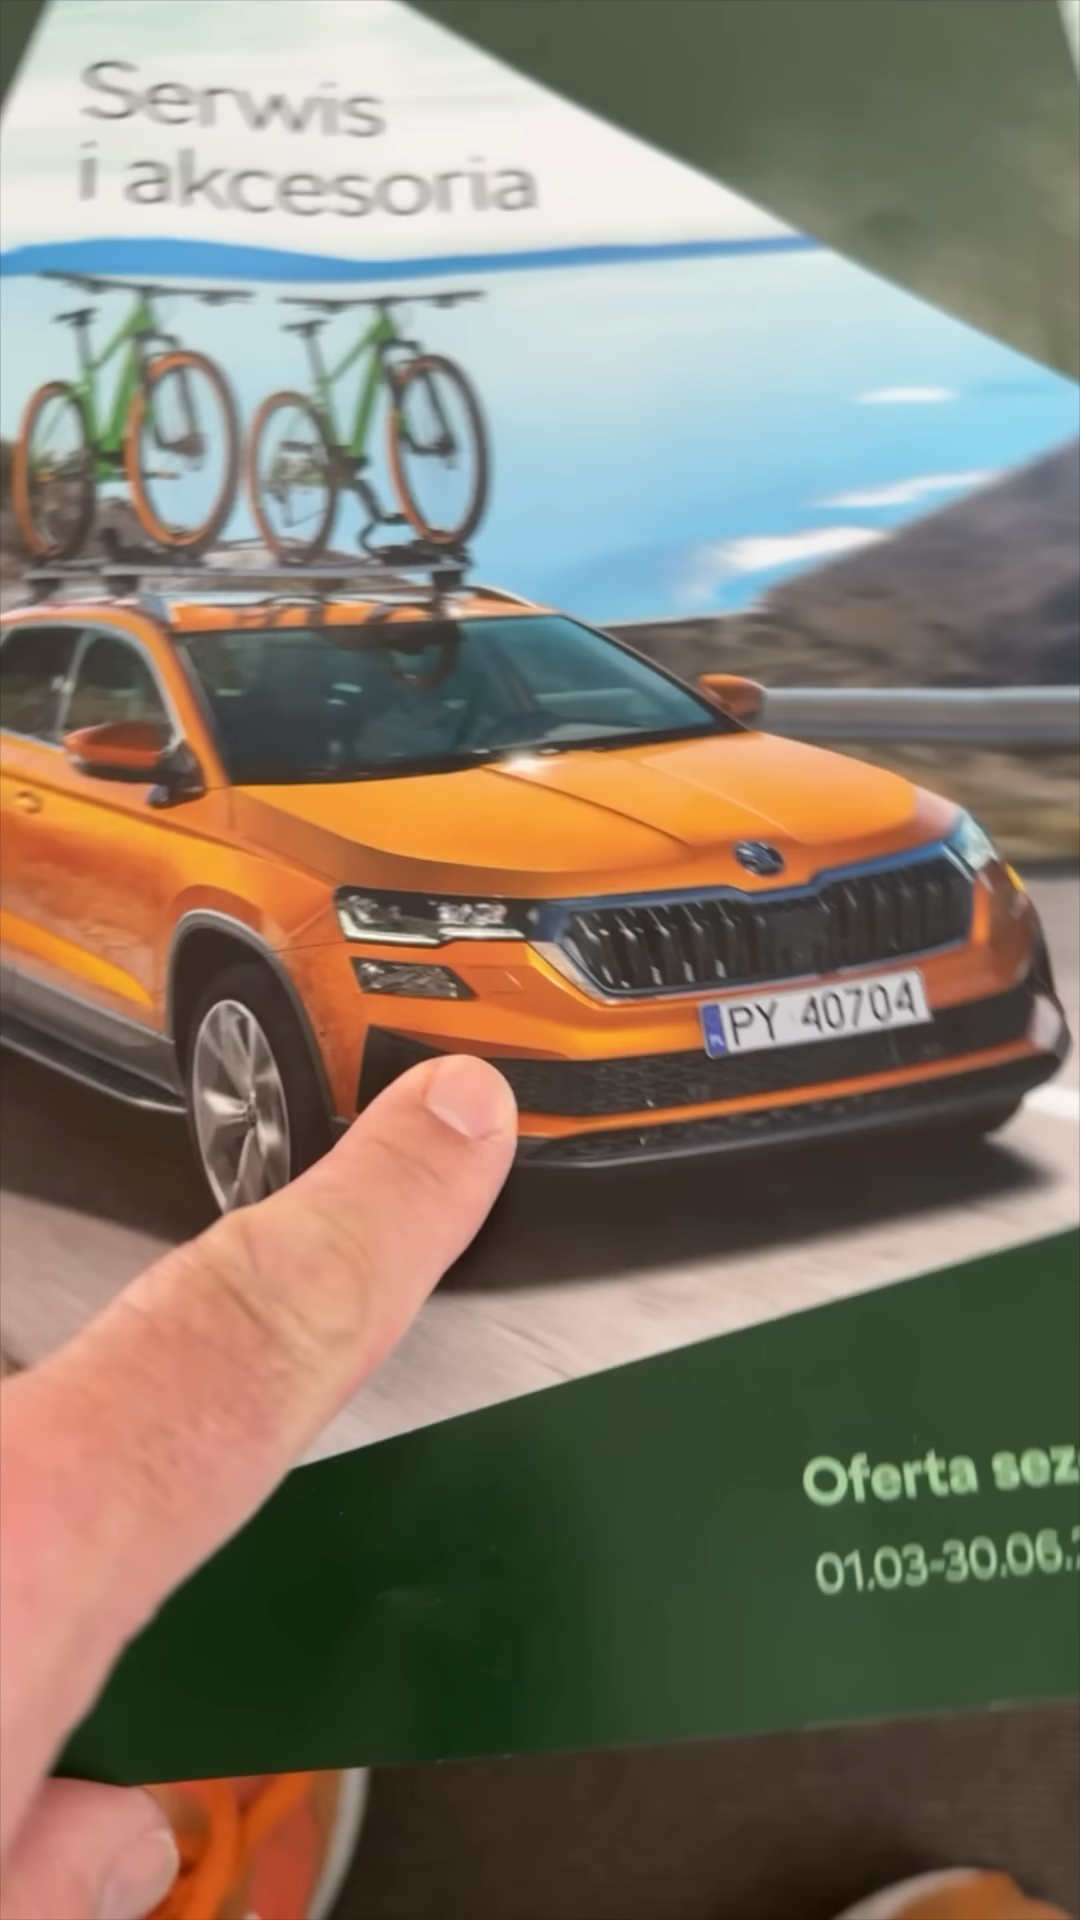 Serwis
i akcesoria
PY 40704
Oferta sez
01.03-30.06.